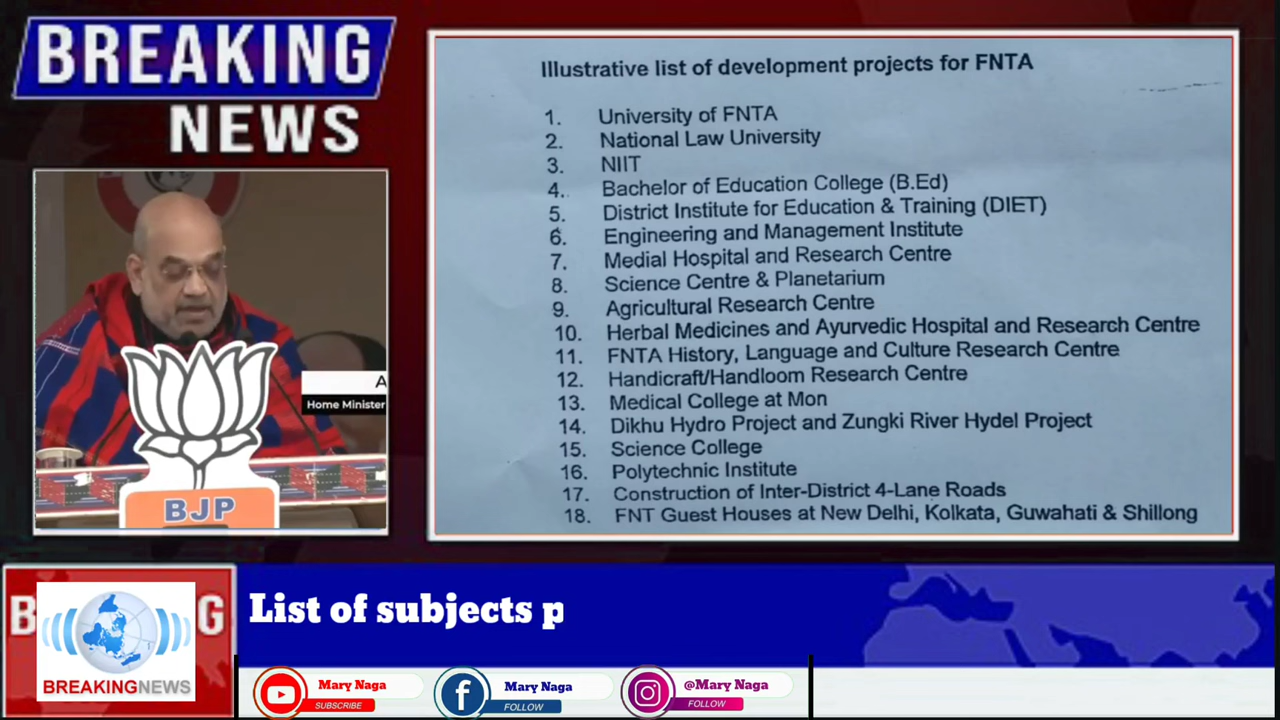 BREAKING
NEWS
Illustrative list of development projects for FNTA
1. University of FNTA
2. National Law University
3. NIIT
4. Bachelor of Education College (B.Ed)
5. District Institute for Education & Training (DIET)
6. Engineering and Management Institute
7. Medial Hospital and Research Centre
8. Science Centre & Planetarium
9. Agricultural Research Centre
10. Herbal Medicines and Ayurvedic Hospital and Research Centre
11. FNTA History, Language and Culture Research Centre
12. Handicraft/Handloom Research Centre
13. Medical College at Mon
14. Dikhu Hydro Project and Zungki River Hydel Project
15. Science College
16. Polytechnic Institute
17. Construction of Inter-District 4-Lane Roads
18. FNT Guest Houses at New Delhi, Kolkata, Guwahati & Shillong
A
Home Minister
BJP
B G
BREAKINGNEWS
List of subjects p
Mary Naga
SUBSCRIBE
Mary Naga
FOLLOW
@Mary Naga
FOLLOW